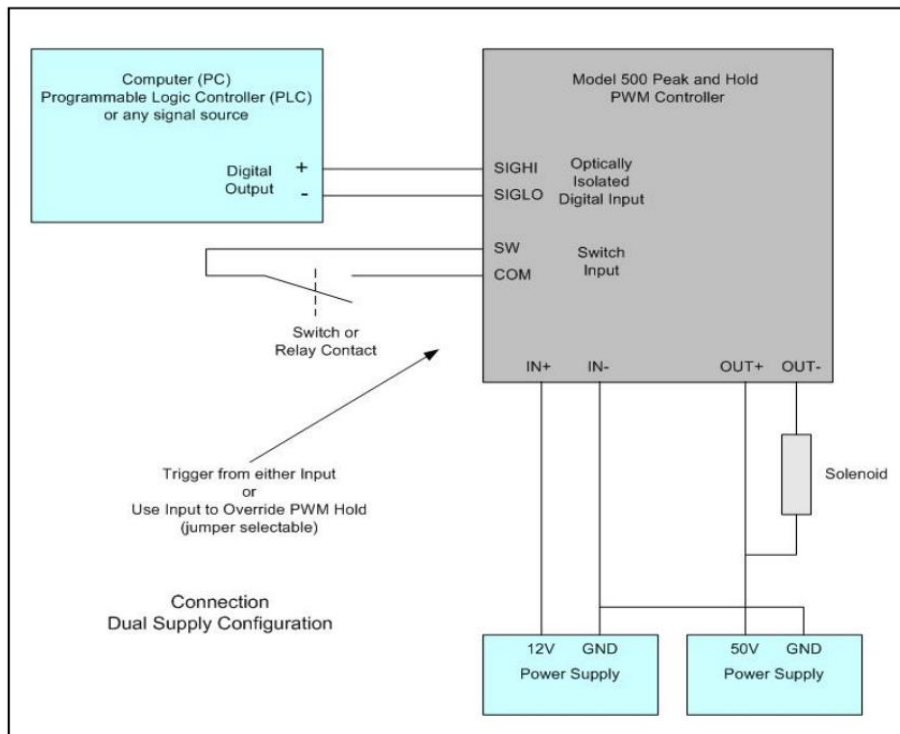 Computer (PC)
Programmable Logic Controller (PLC)
or any signal source
Digital
Output
+
-
Model 500 Peak and Hold
PWM Controller
SIGHI
SIGLO
Optically
Isolated
Digital Input
SW
COM
Switch
Input
Switch or
Relay Contact
IN+ IN- OUT+ OUT-
Trigger from either Input
or
Use Input to Override PWM Hold
(jumper selectable)
Solenoid
Connection
Dual Supply Configuration
12V GND
Power Supply
50V GND
Power Supply